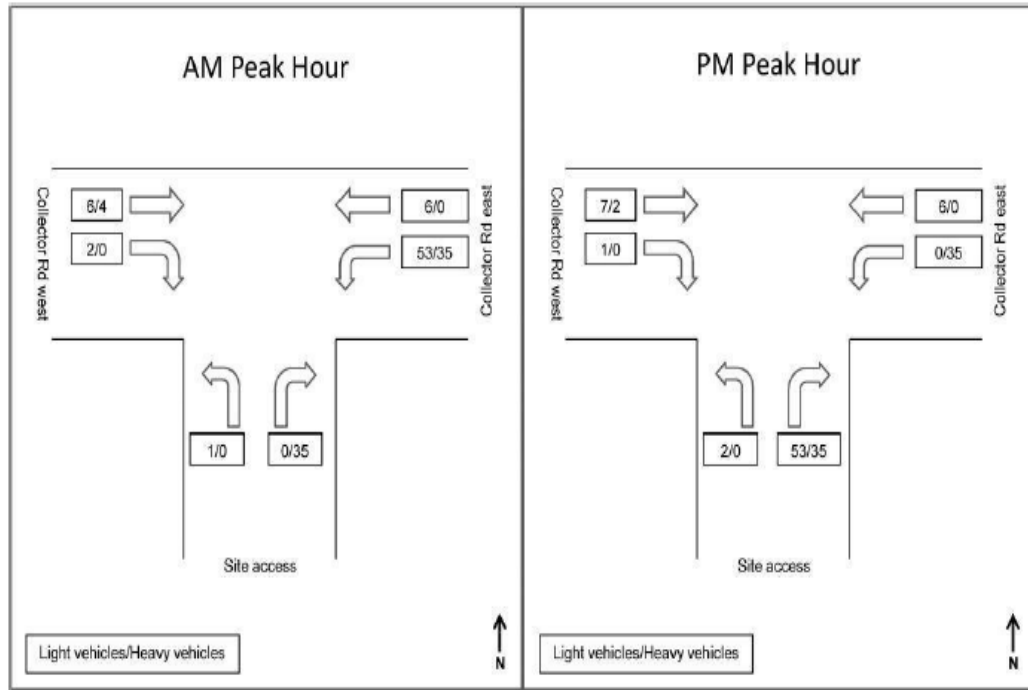 AM Peak Hour
Collector Rd west
6/4
2/0
6/0
53/35
Collector Rd east
1/0
0/35
Site access
Light vehicles/Heavy vehicles
N
PM Peak Hour
Collector Rd west
7/2
1/0
6/0
0/35
Collector Rd east
2/0
53/35
Site access
Light vehicles/Heavy vehicles
N